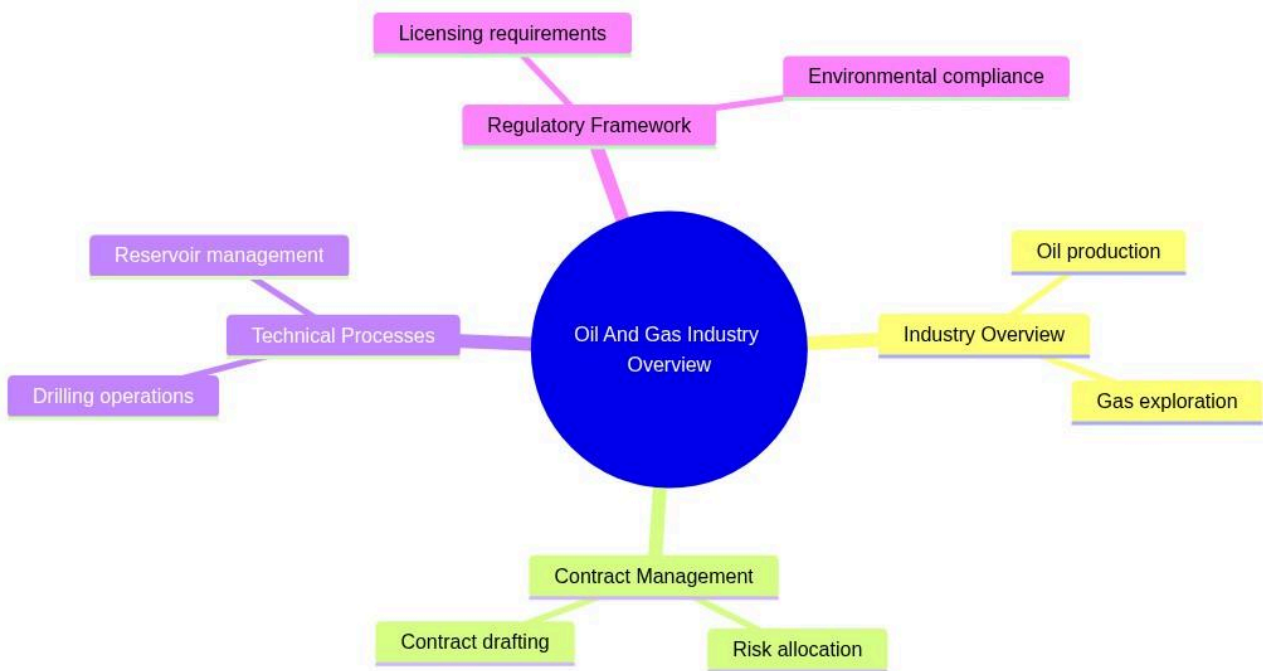 Licensing requirements
Environmental compliance
Regulatory Framework
Reservoir management
Oil production
Technical Processes
Oil And Gas Industry
Overview
Industry Overview
Drilling operations
Gas exploration
Contract Management
Contract drafting
Risk allocation